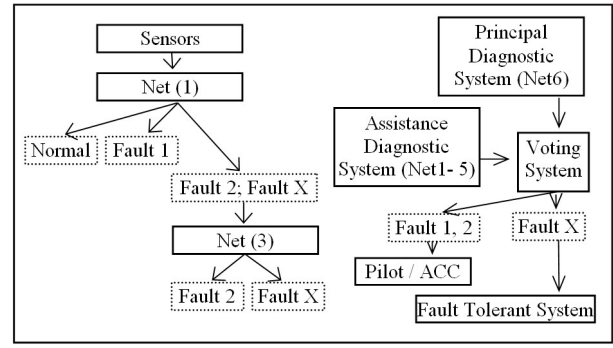 Sensors
Net (1)
Normal
Fault 1
Fault 2; Fault X
Net (3)
Fault 2
Fault X
Principal
Diagnostic
System (Net6)
Assistance
Diagnostic
System (Net1- 5)
Voting
System
Fault 1, 2
Fault X
Pilot / ACC
Fault Tolerant System